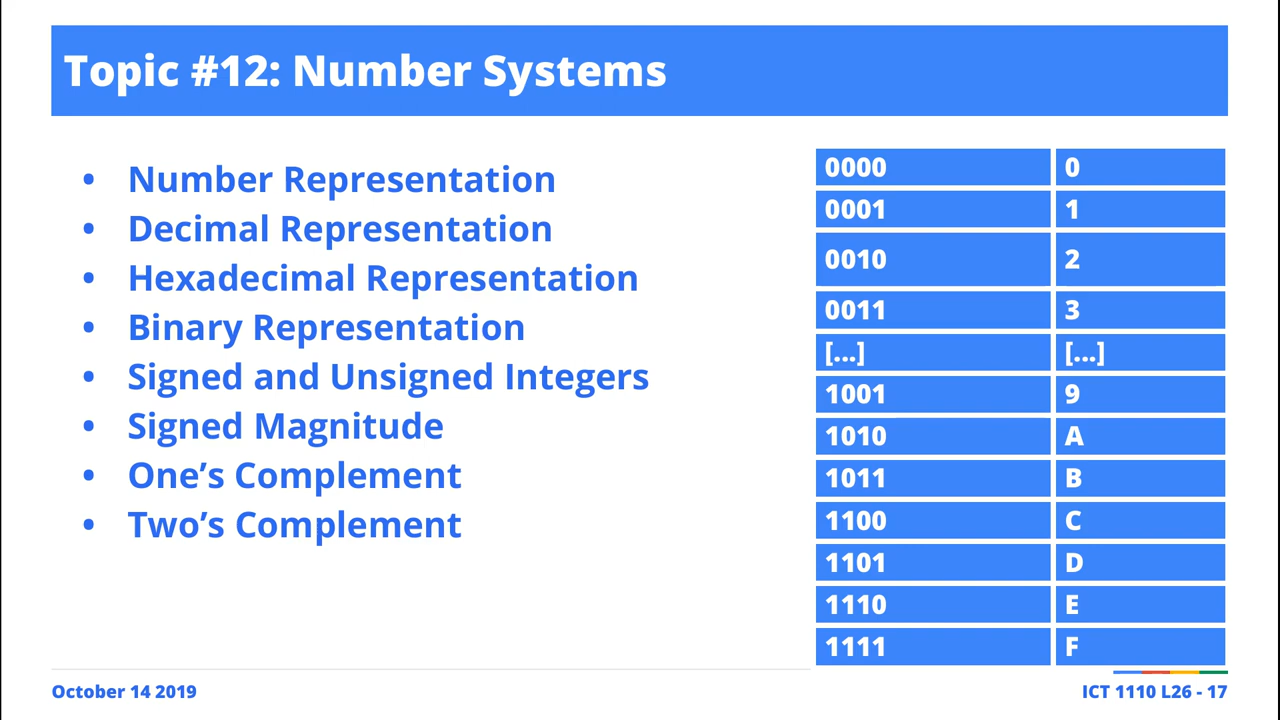 Topic #12: Number Systems
• Number Representation
• Decimal Representation
• Hexadecimal Representation
• Binary Representation
• Signed and Unsigned Integers
• Signed Magnitude
• One’s Complement
• Two’s Complement
0000 0
0001 1
0010 2
0011 3
[...] [...]
1001 9
1010 A
1011 B
1100 C
1101 D
1110 E
1111 F
October 14 2019
ICT 1110 L26 - 17